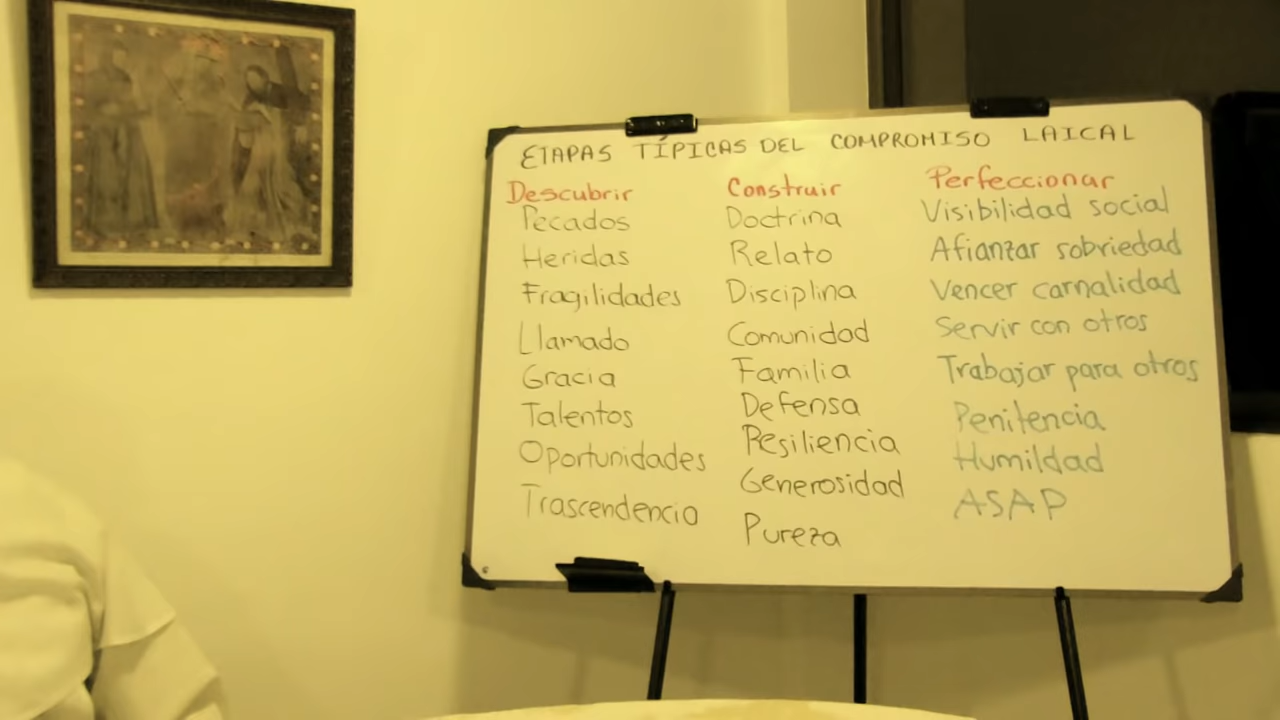 ETAPAS TÍPICAS DEL COMPROMISO LAICAL
Descubrir
Pecados
Heridas
Fragilidades
Llamado
Gracia
Talentos
Oportunidades
Trascendencia
Construir
Doctrina
Relato
Disciplina
Comunidad
Familia
Defensa
Resiliencia
Generosidad
Pureza
Perfeccionar
Visibilidad social
Afianzar sobriedad
Vencer carnalidad
Servir con otros
Trabajar para otros
Penitencia
Humildad
ASAP